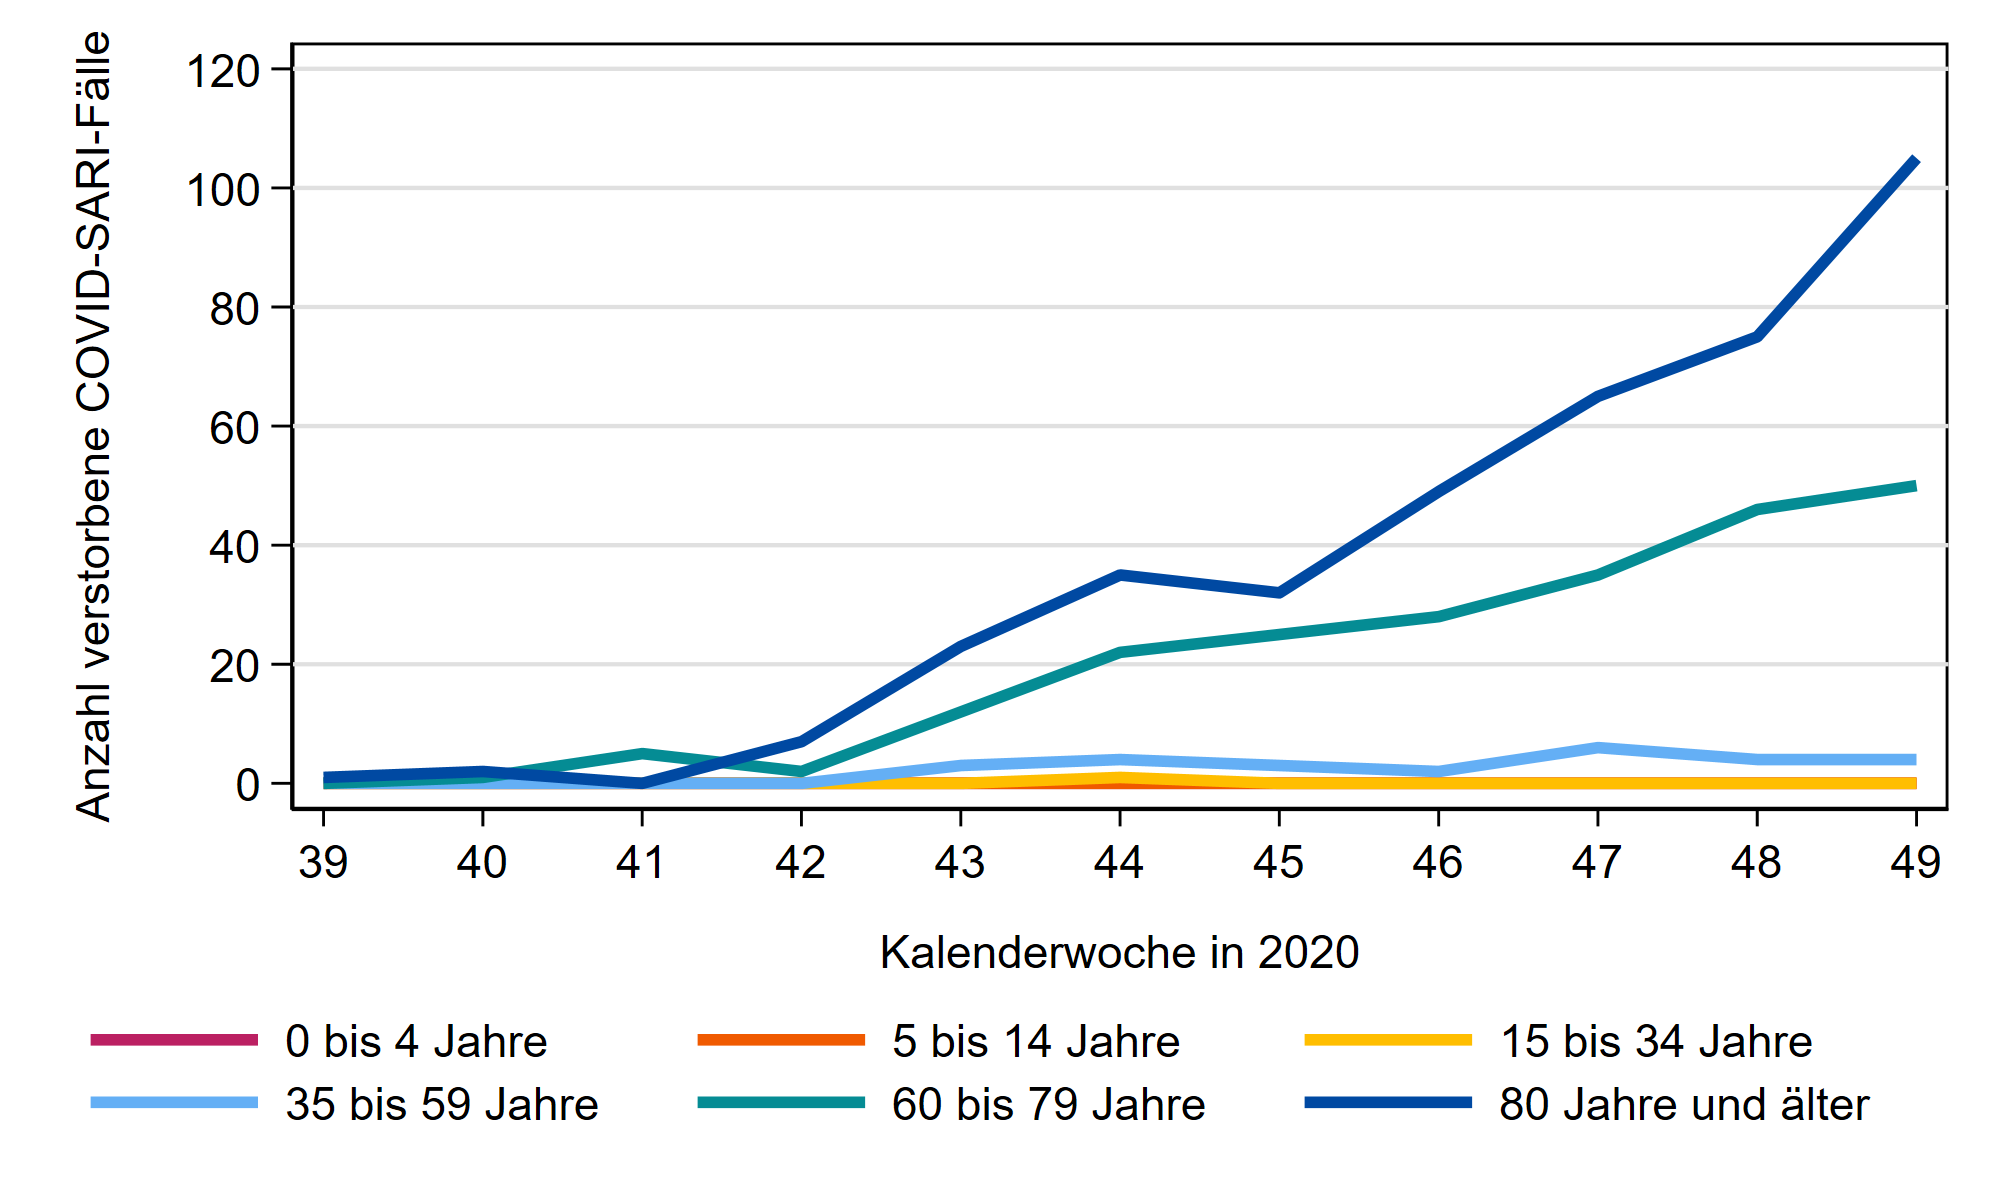 Anzahl verstorbene COVID-SARI-Fälle
120
100
80
60
40
20
0
39 40 41 42 43 44 45 46 47 48 49
Kalenderwoche in 2020
0 bis 4 Jahre 5 bis 14 Jahre 15 bis 34 Jahre
35 bis 59 Jahre 60 bis 79 Jahre 80 Jahre und älter